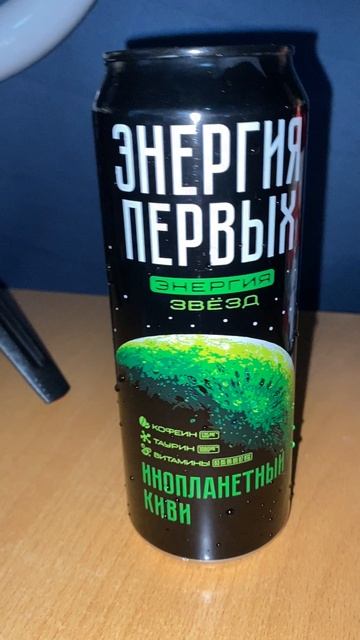 ЭНЕРГИЯ
ПЕРВЫХ
ЭНЕРГИЯ
ЗВЁЗД
КОФЕИН
ТАУРИН
ВИТАМИНЫ
ИНОПЛАНЕТНЫЙ
КИВИ